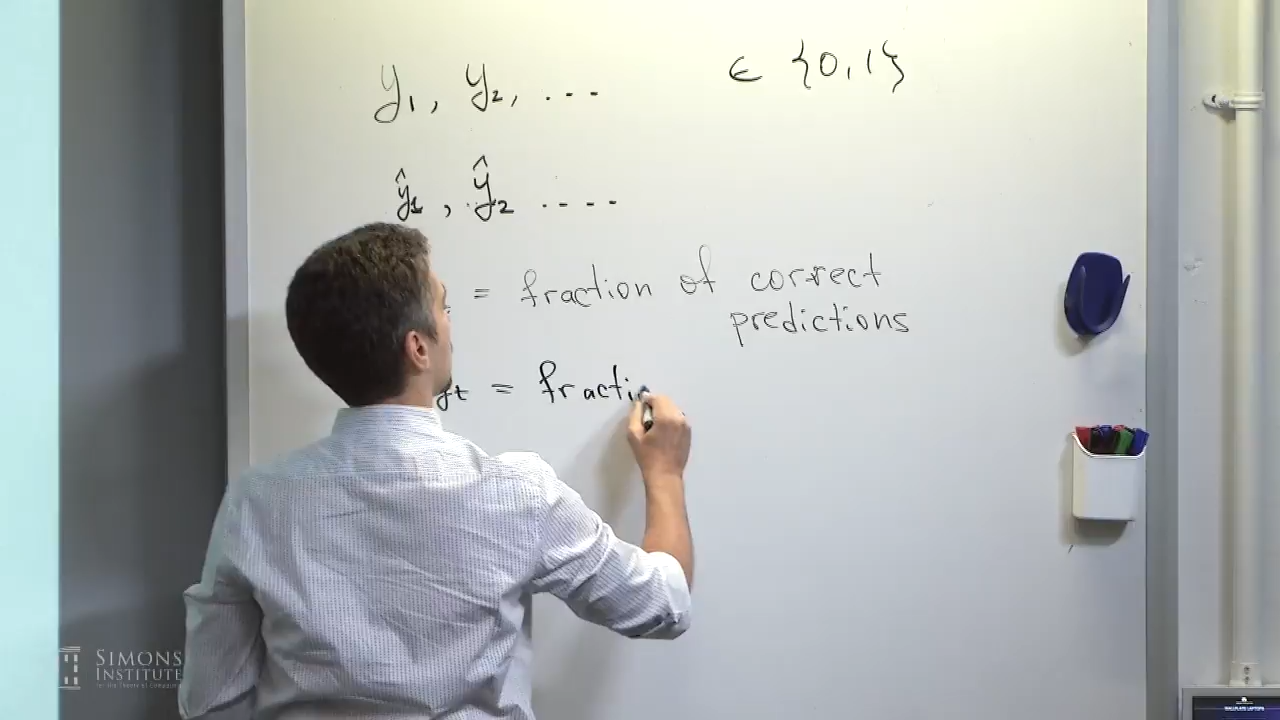 y₁, y₂, ...     ∈ {0,1}
ŷ₁, ŷ₂ ....
= fraction of correct
predictions
= fracti
SIMONS
INSTITUTE